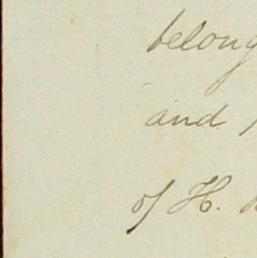 belong
and
of H.